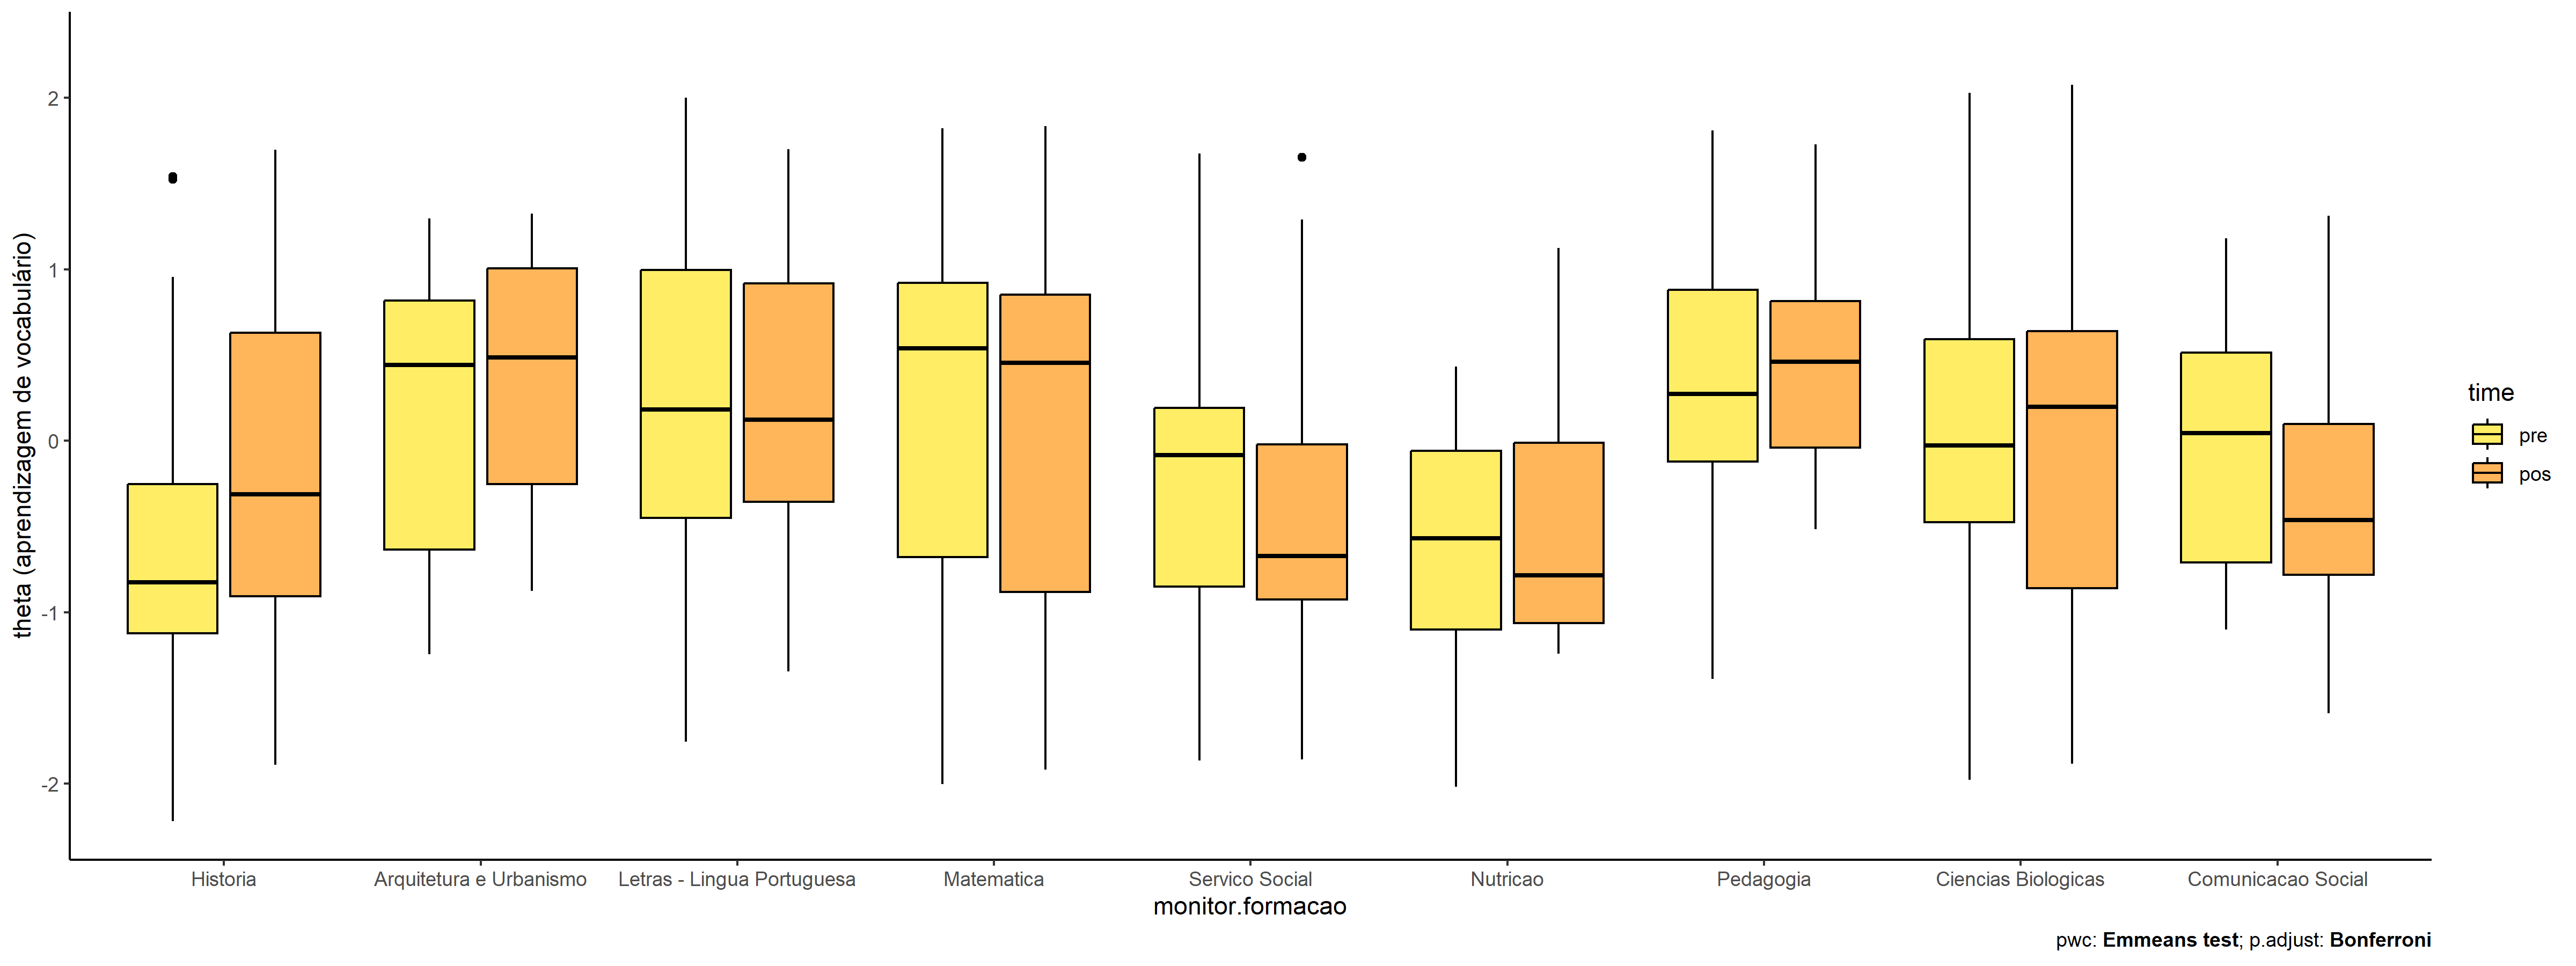 theta (aprendizagem de vocabulário)
2
1
0
-1
-2
Historia
Arquitetura e Urbanismo
Letras - Lingua Portuguesa
Matematica
Servico Social
Nutricao
Pedagogia
Ciencias Biologicas
Comunicacao Social
monitor.formacao
time
pre
pos
pwc: Emmeans test; p.adjust: Bonferroni